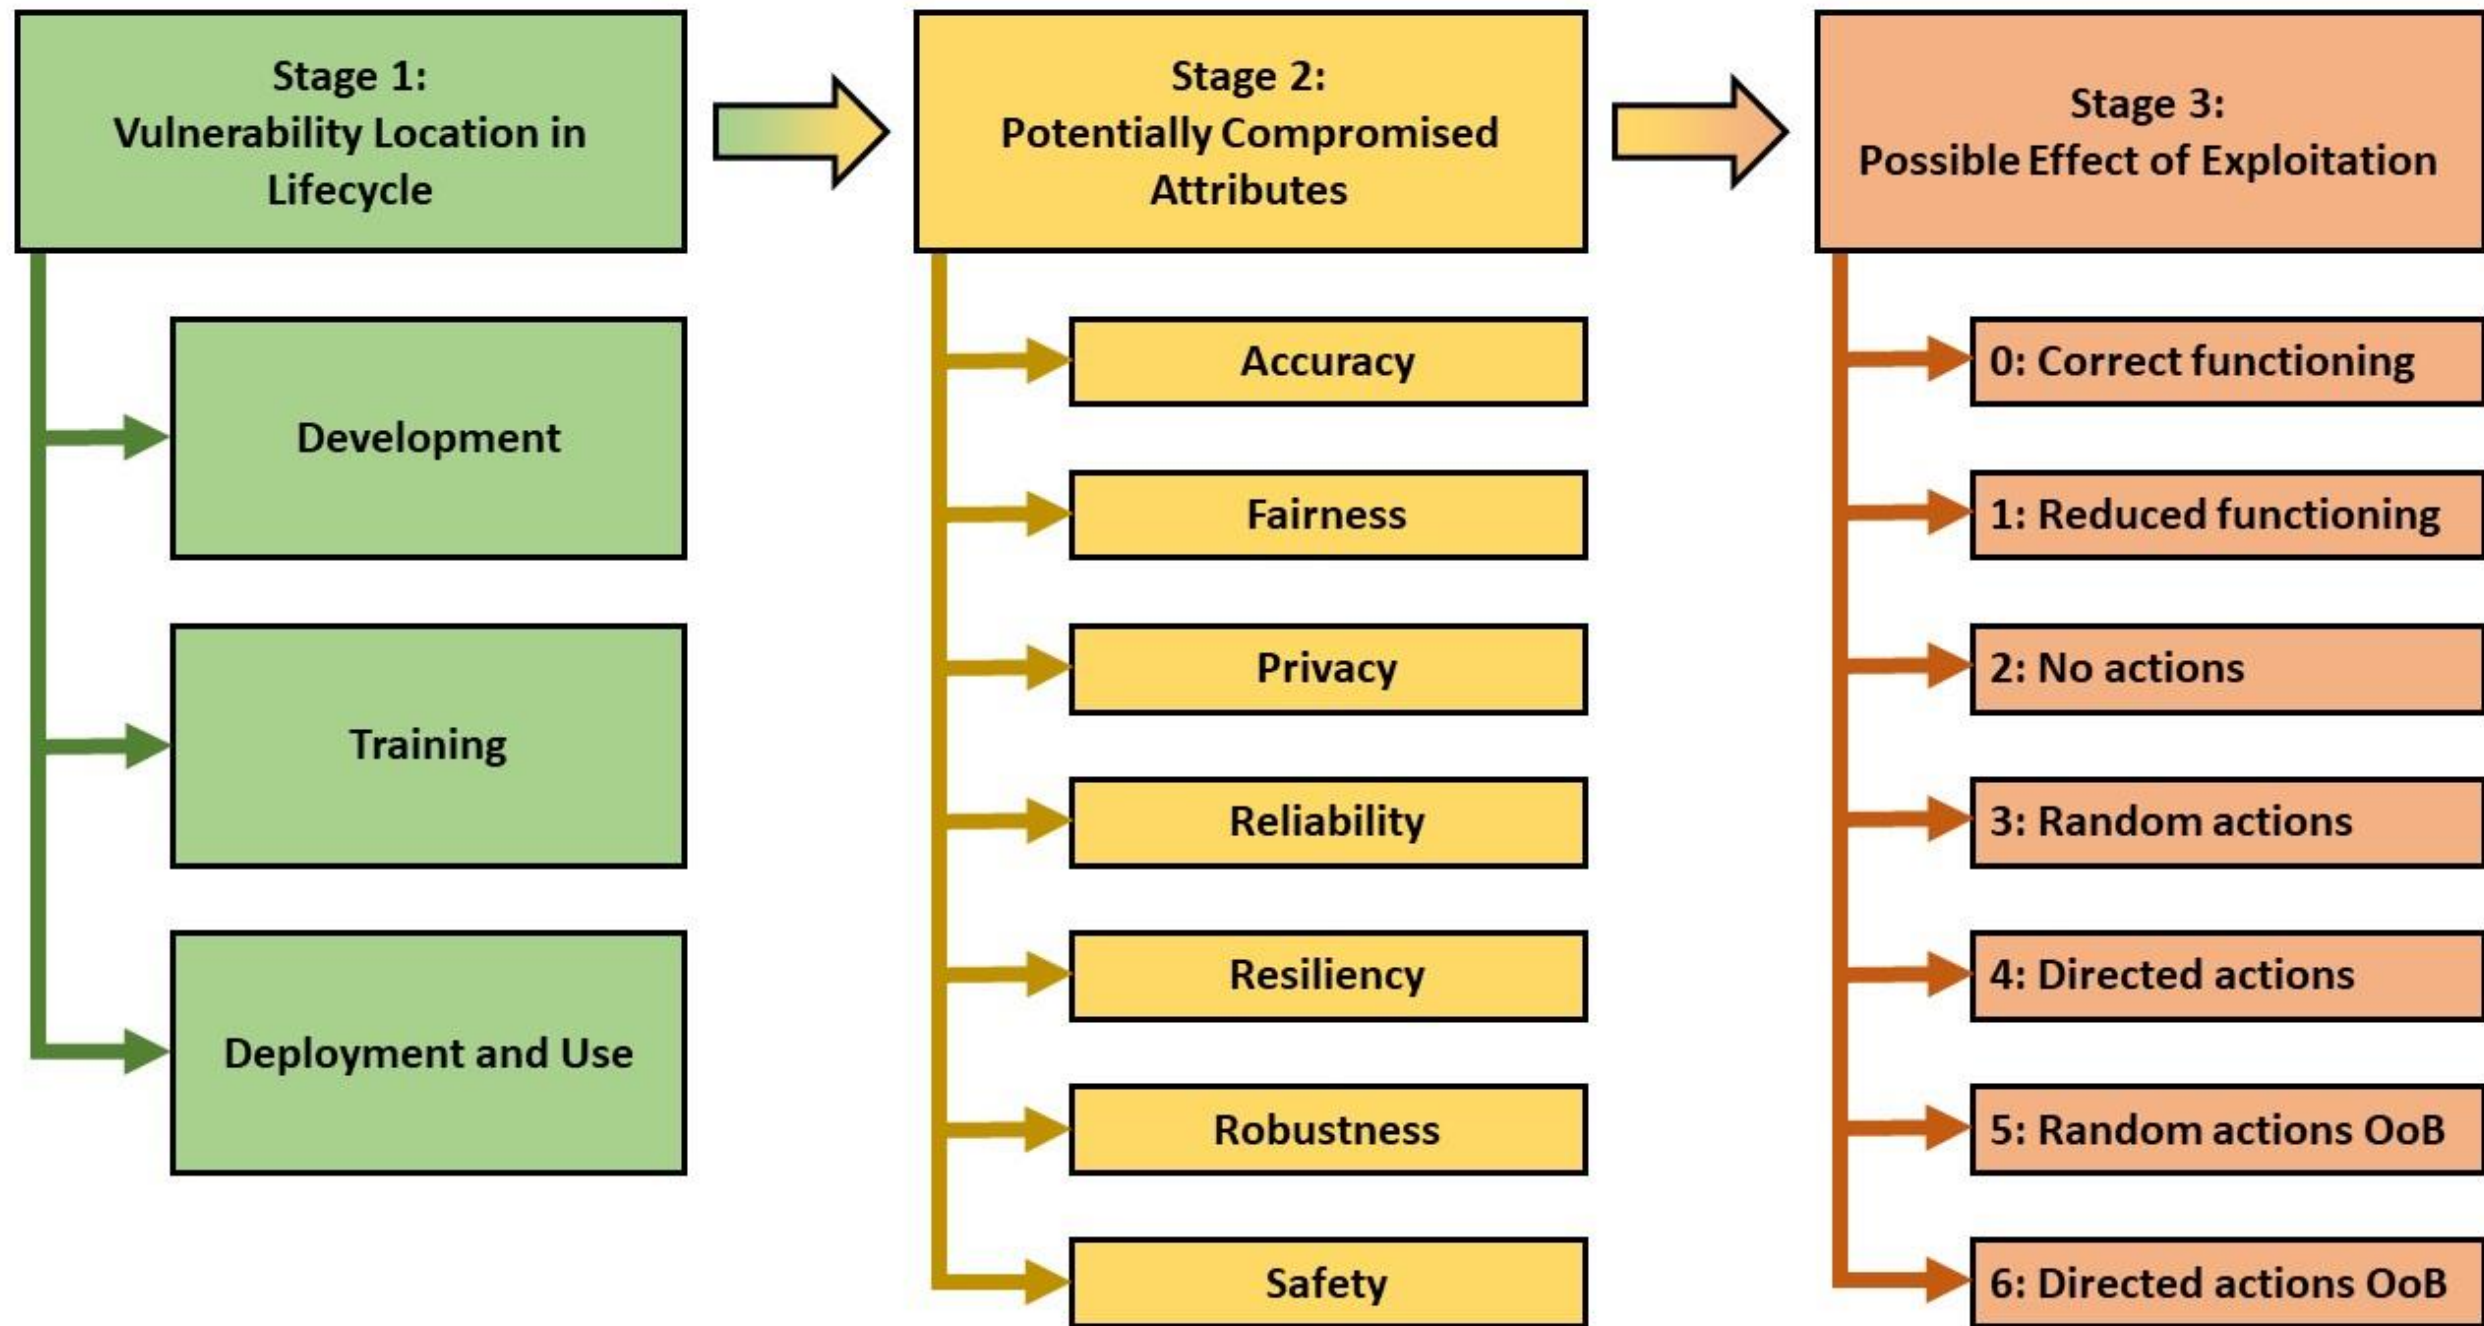 Stage 1:
Vulnerability Location in
Lifecycle
Development
Training
Deployment and Use
Stage 2:
Potentially Compromised
Attributes
Accuracy
Fairness
Privacy
Reliability
Resiliency
Robustness
Safety
Stage 3:
Possible Effect of Exploitation
0: Correct functioning
1: Reduced functioning
2: No actions
3: Random actions
4: Directed actions
5: Random actions OoB
6: Directed actions OoB